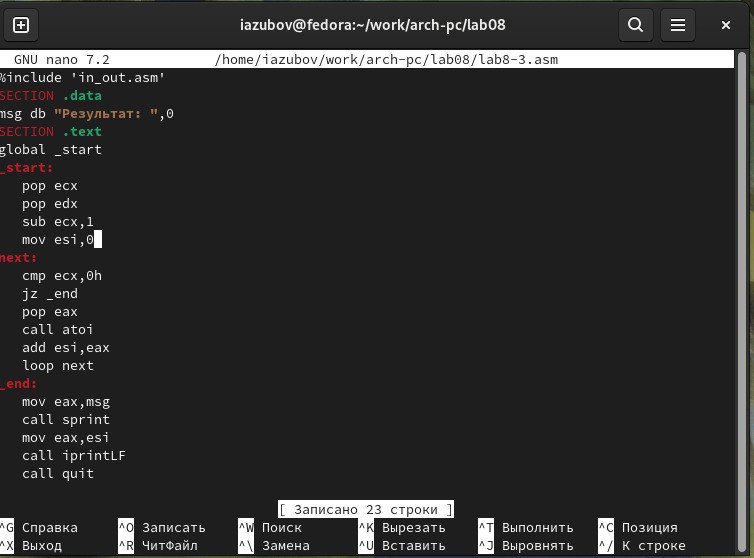 iazubov@fedora:~/work/arch-pc/lab08
GNU nano 7.2 /home/iazubov/work/arch-pc/lab08/lab8-3.asm
%include 'in_out.asm'
SECTION .data
msg db "Результат: ",0
SECTION .text
global _start
_start:
pop ecx
pop edx
sub ecx,1
mov esi,0
next:
cmp ecx,0h
jz _end
pop eax
call atoi
add esi,eax
loop next
_end:
mov eax,msg
call sprint
mov eax,esi
call iprintLF
call quit
[ Записано 23 строки ]
^G Справка ^O Записать ^W Поиск ^K Вырезать ^T Выполнить ^C Позиция
^X Выход ^R ЧитФайл ^\ Замена ^U Вставить ^J Выровнять ^/ К строке